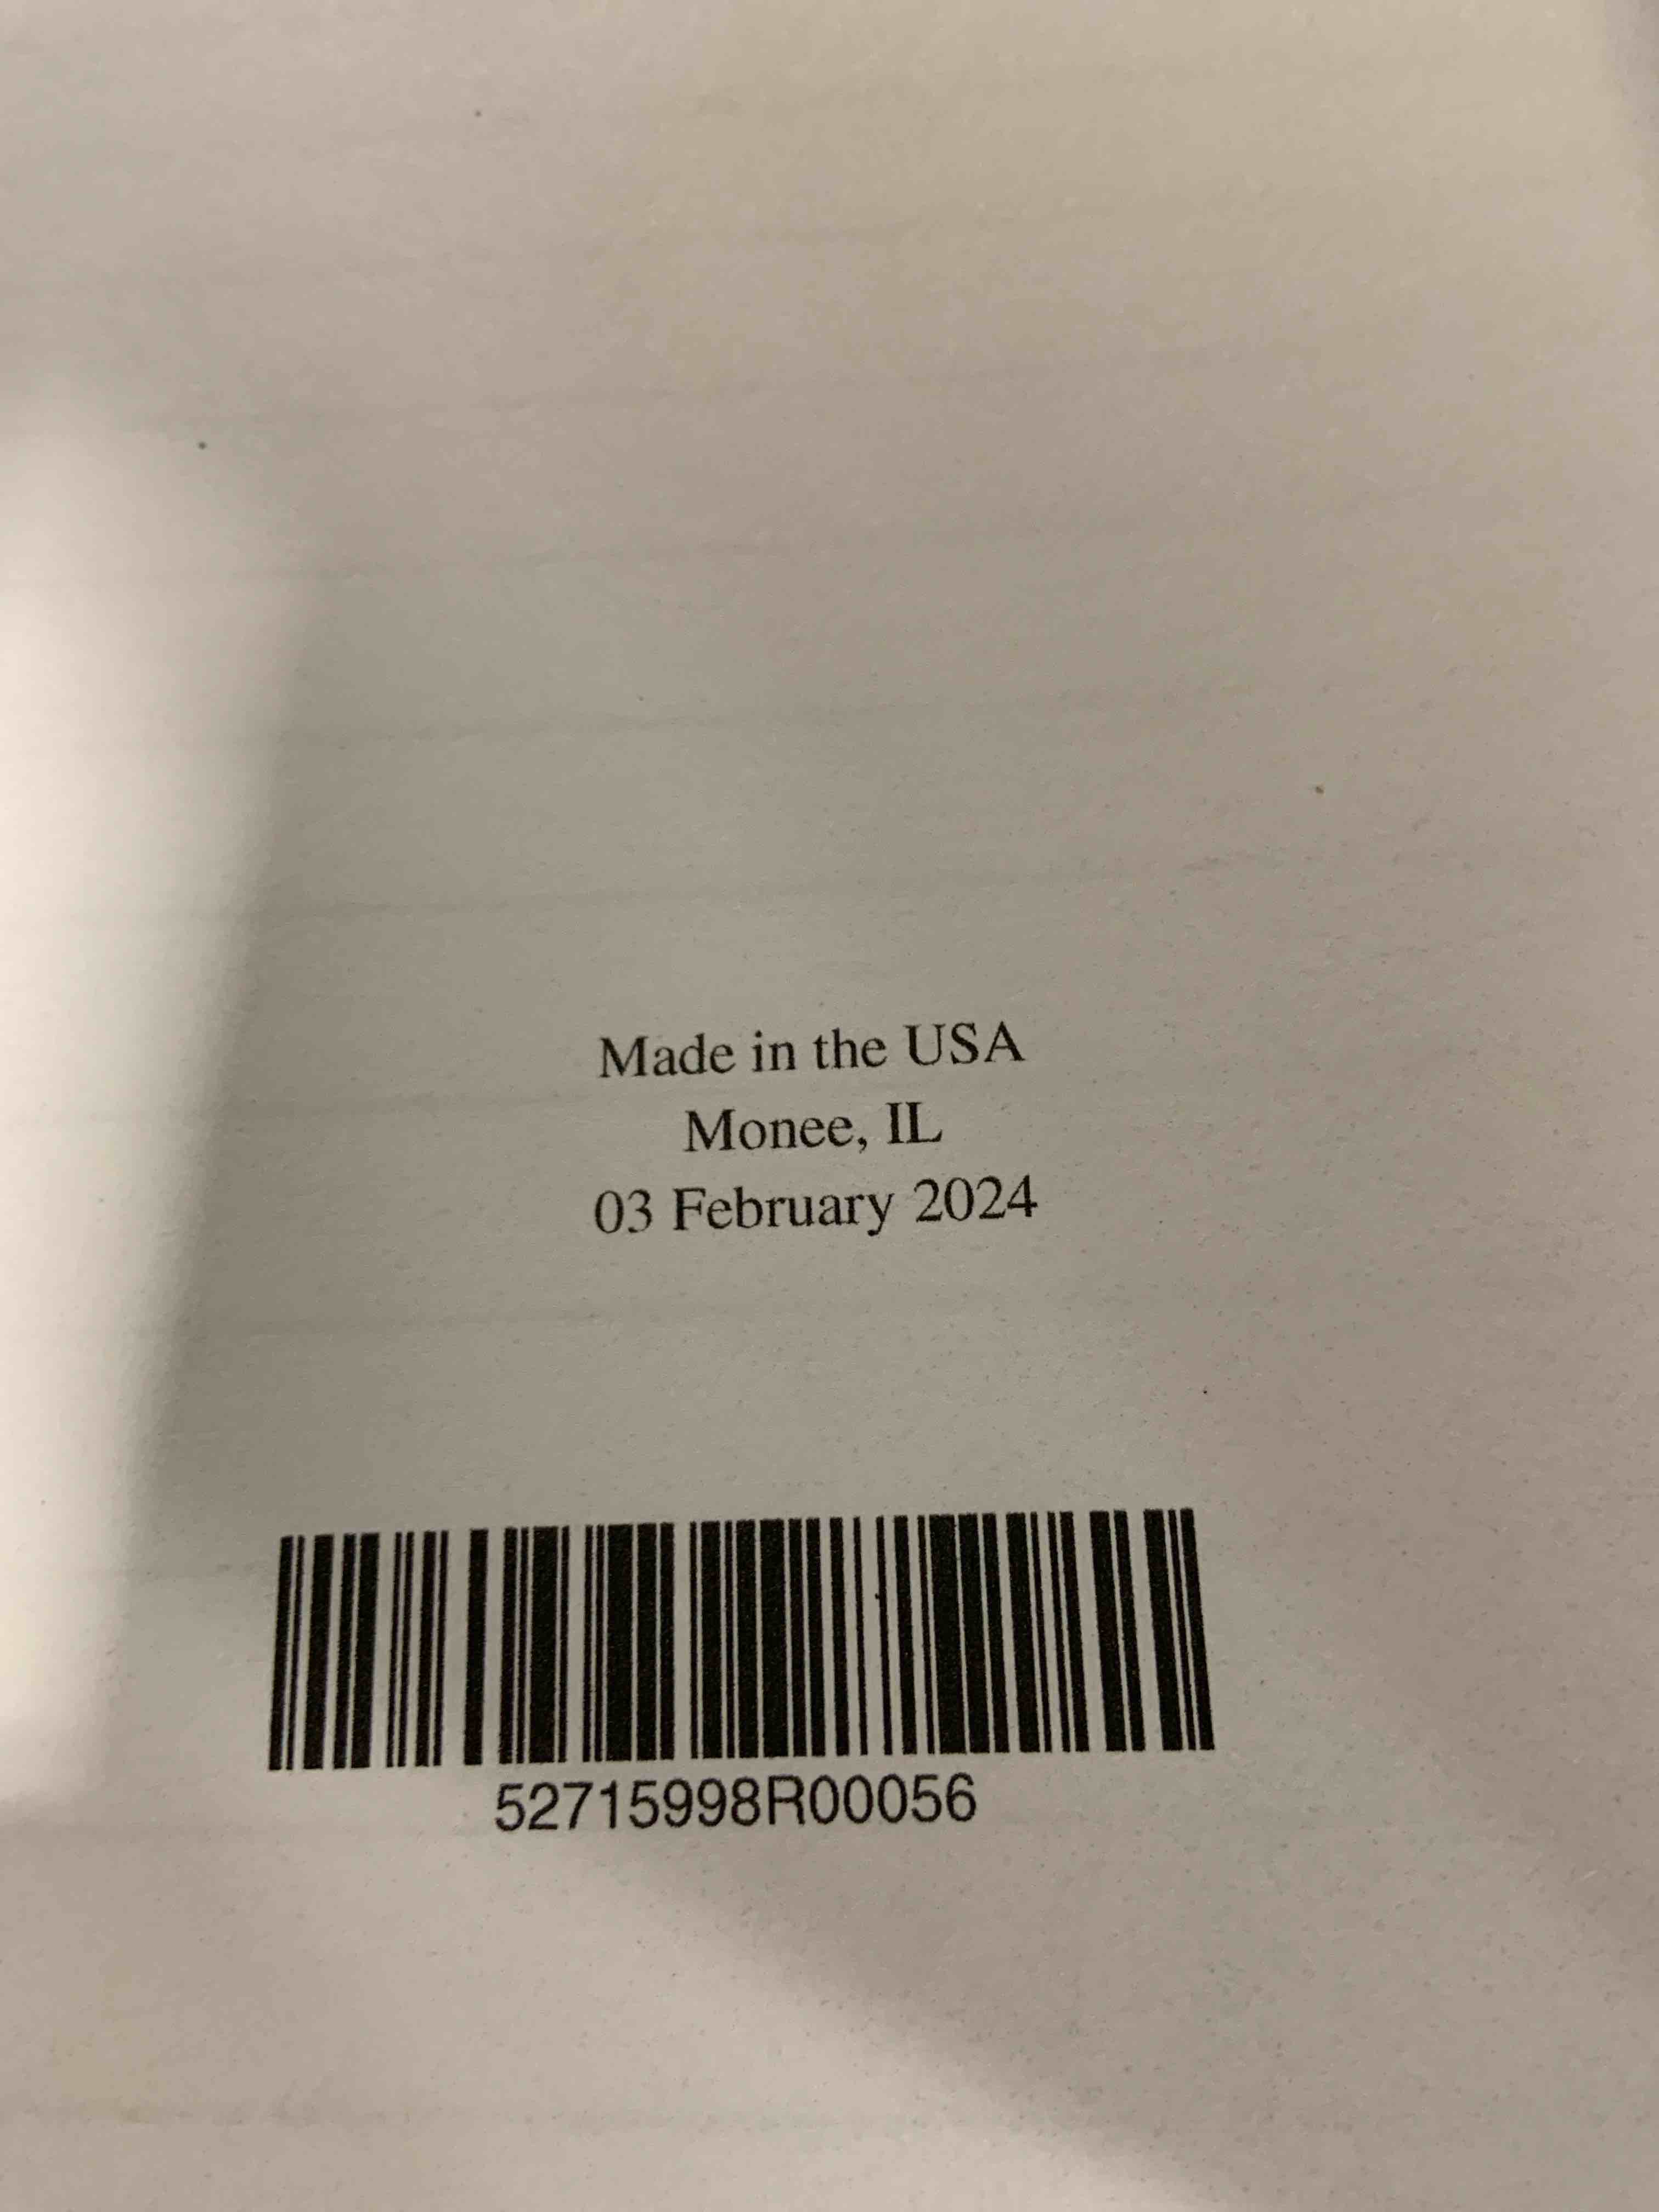 Made in the USA
Monee, IL
03 February 2024
52715998R00056